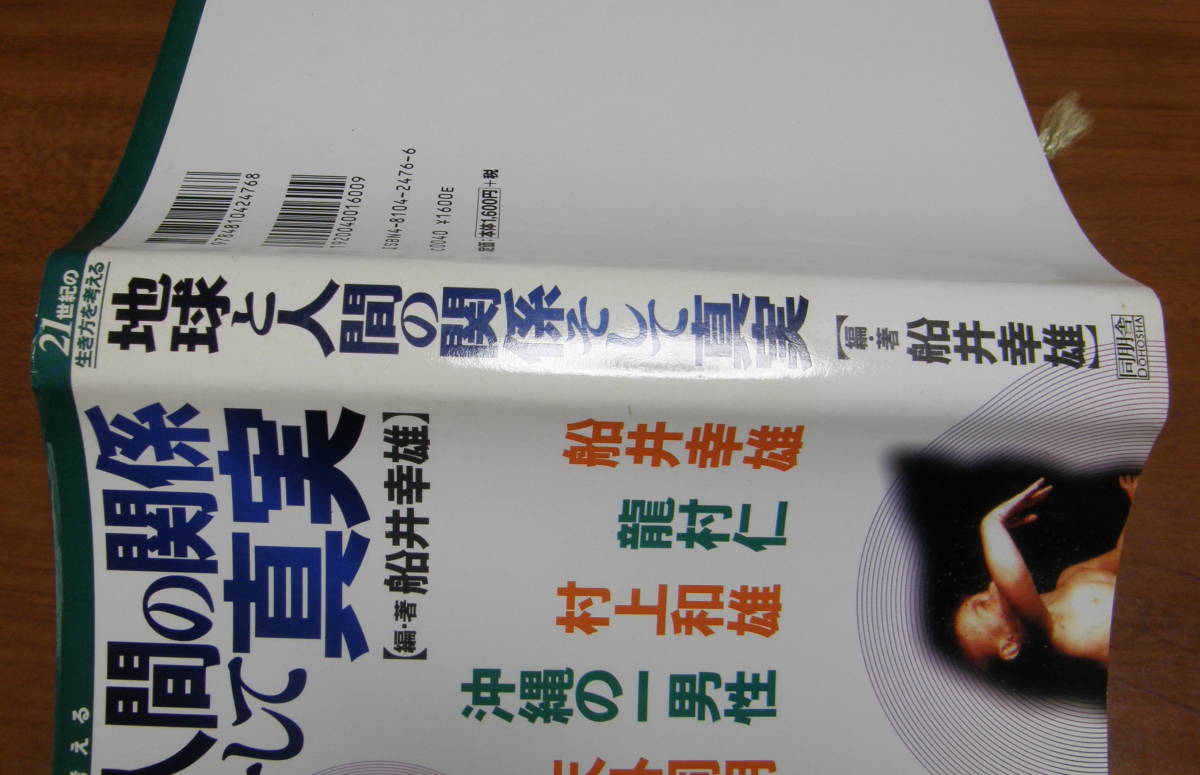 9784810424768
1920040016009
ISBN4-8104-2476-6
C0040 ¥1600E
定価:本体1,600円+税
21世紀の
生き方を考える
地球と人間の関係そして真実
【編・著】船井幸雄
同朋舎
DOHOSHA
人間の関係
して真実
【編・著 船井幸雄】
船井幸雄
龍村仁
村上和雄
沖縄の一男性
考える